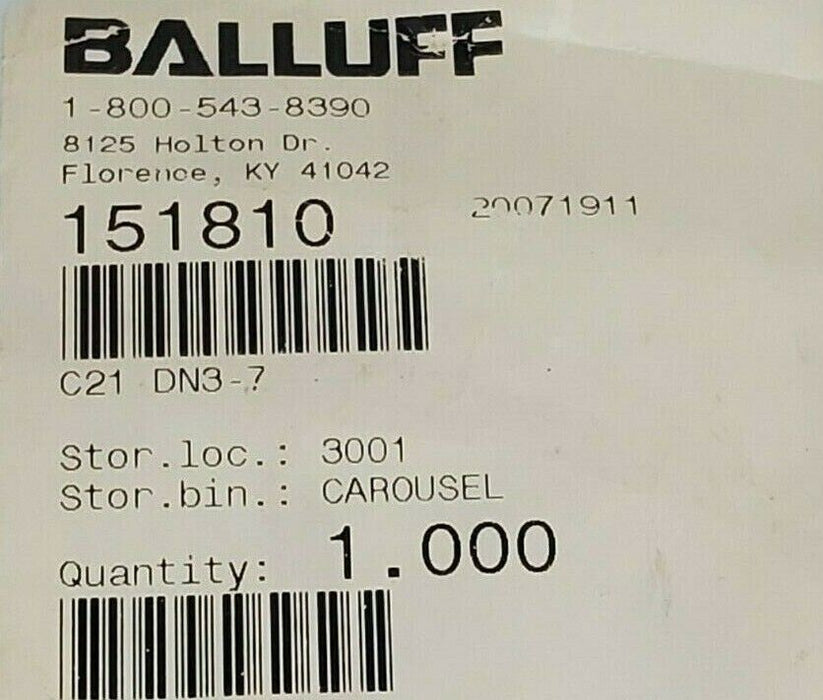 BALLUFF
1-800-543-8390
8125 Holton Dr.
Florence, KY 41042
151810 20071911
C21 DN3-7
Stor.loc.: 3001
Stor.bin.: CAROUSEL
Quantity: 1.000